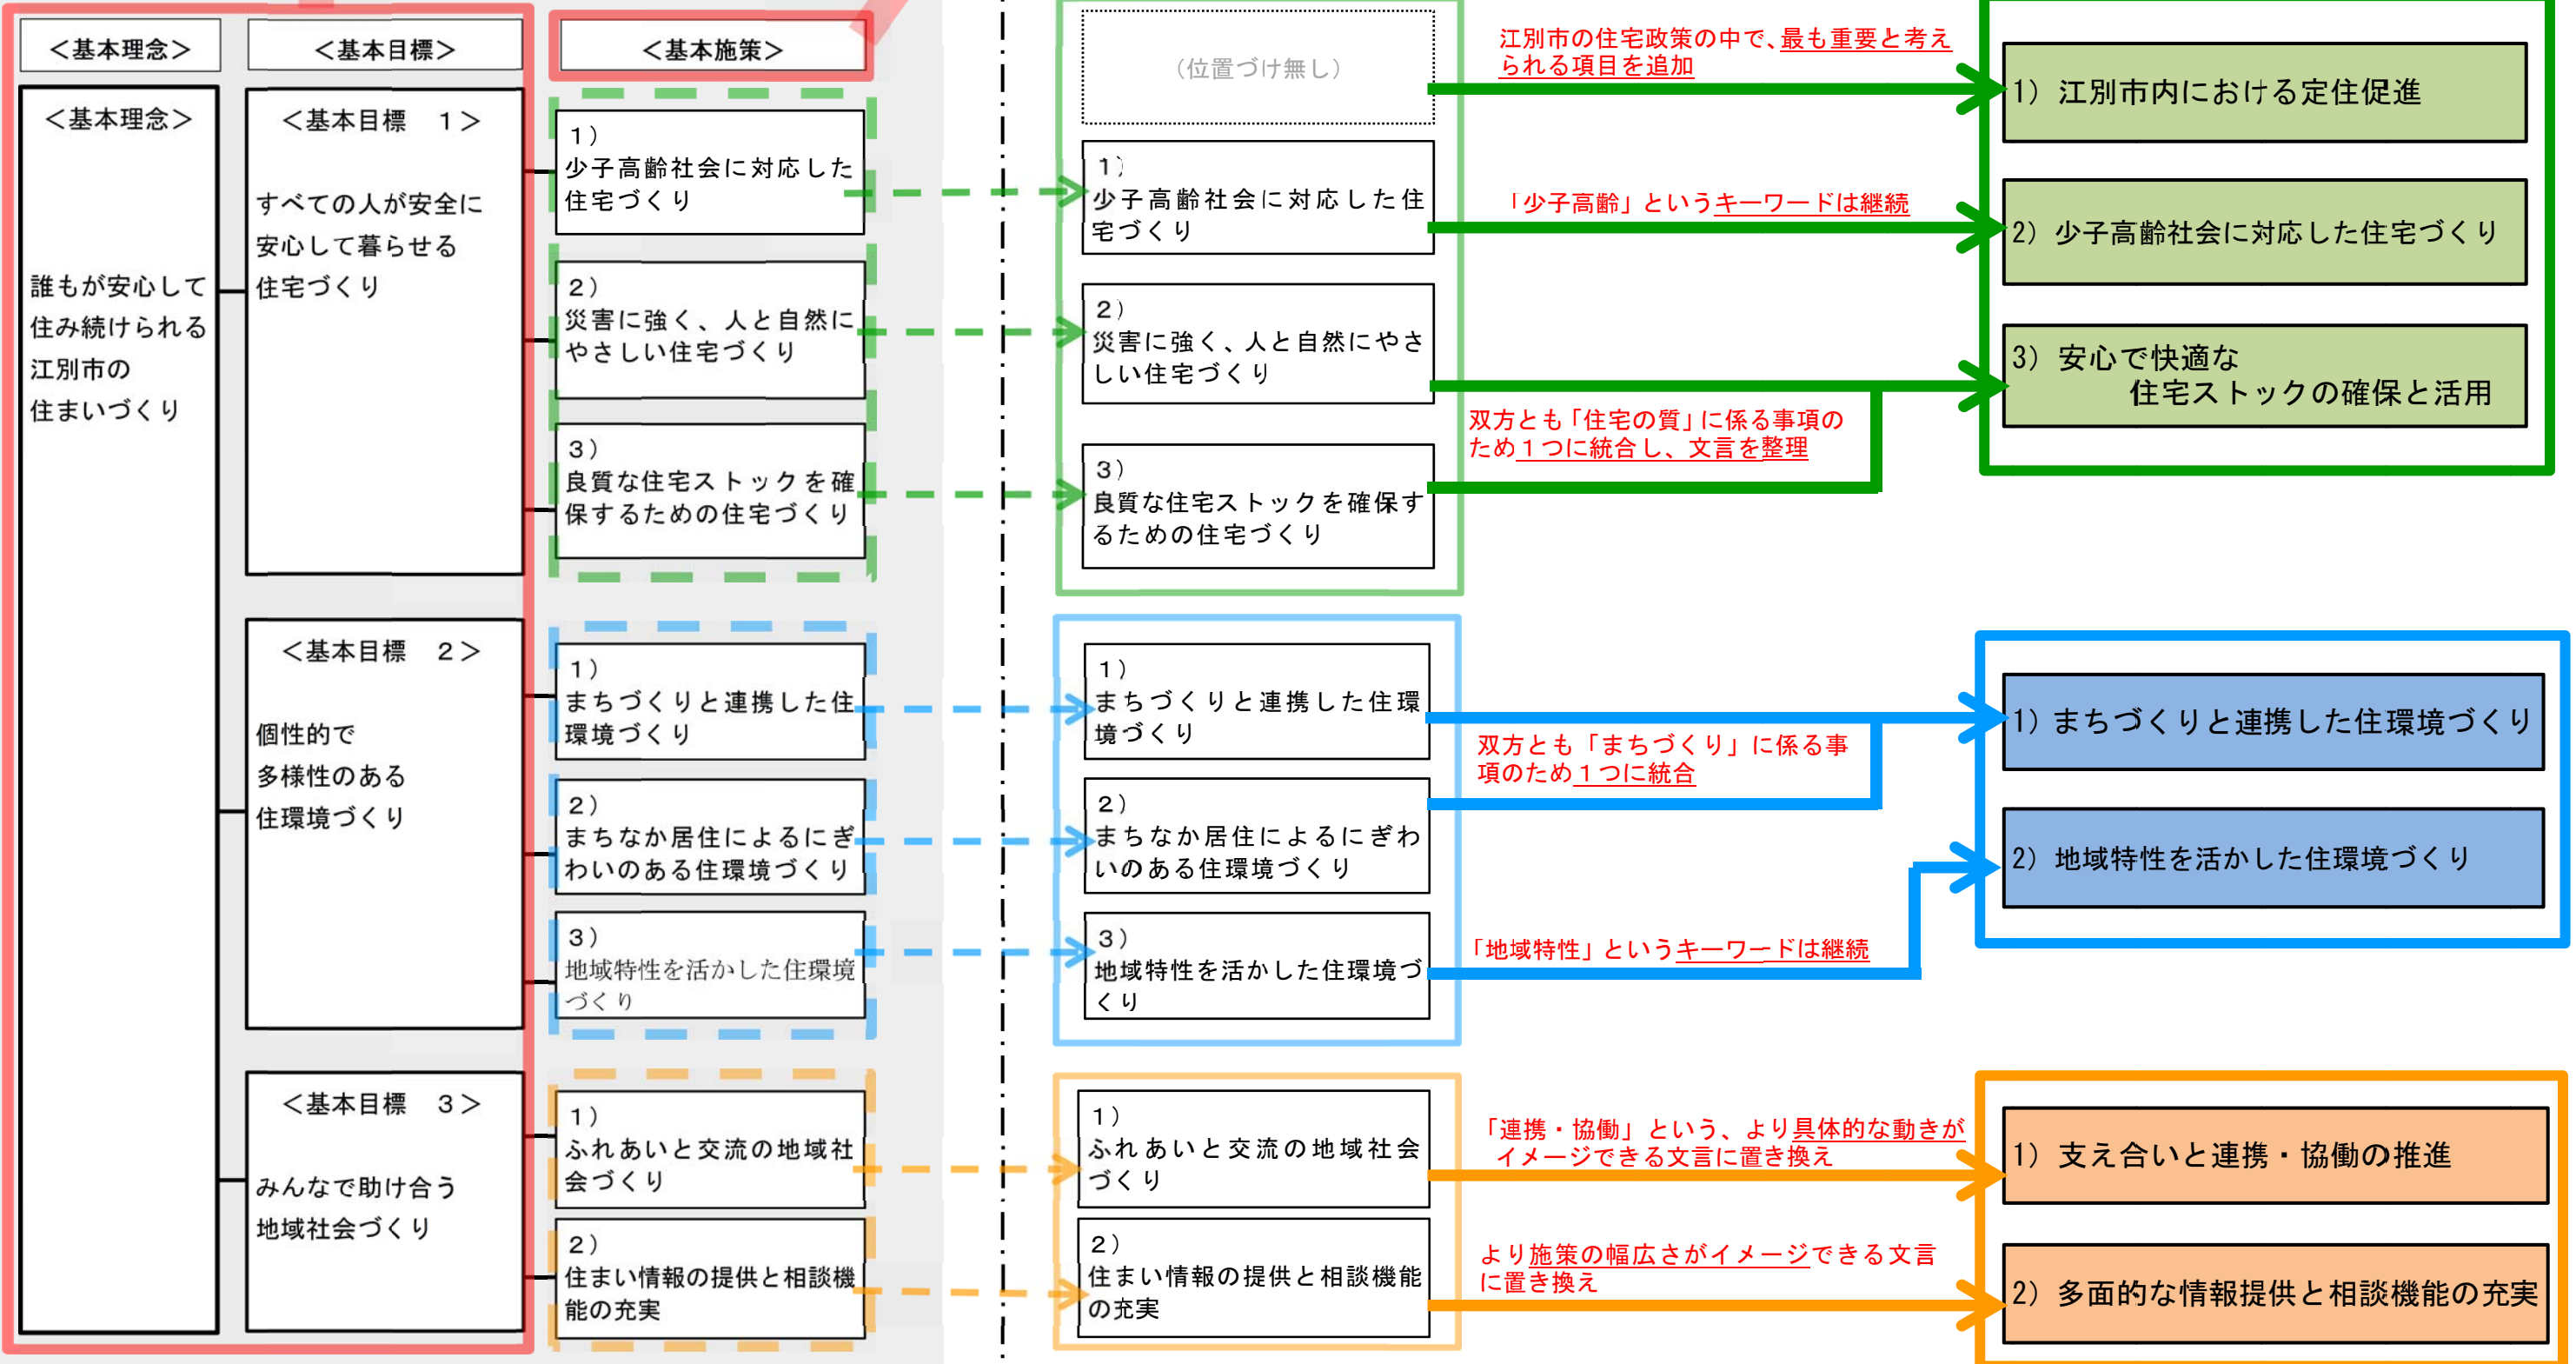 ＜基本理念＞
＜基本目標＞
＜基本施策＞
＜基本理念＞
誰もが安心して
住み続けられる
江別市の
住まいづくり
＜基本目標　１＞
すべての人が安全に
安心して暮らせる
住宅づくり
１）
少子高齢社会に対応した
住宅づくり
２）
災害に強く、人と自然に
やさしい住宅づくり
３）
良質な住宅ストックを確
保するための住宅づくり
＜基本目標　２＞
個性的で
多様性のある
住環境づくり
１）
まちづくりと連携した住
環境づくり
２）
まちなか居住によるにぎ
わいのある住環境づくり
３）
地域特性を活かした住環境
づくり
＜基本目標　３＞
みんなで助け合う
地域社会づくり
１）
ふれあいと交流の地域社
会づくり
２）
住まい情報の提供と相談機
能の充実
（位置づけ無し）
１）
少子高齢社会に対応した住
宅づくり
２）
災害に強く、人と自然にやさ
しい住宅づくり
３）
良質な住宅ストックを確保す
るための住宅づくり
１）
まちづくりと連携した住環
境づくり
２）
まちなか居住によるにぎわ
いのある住環境づくり
３）
地域特性を活かした住環境づ
くり
１）
ふれあいと交流の地域社会
づくり
２）
住まい情報の提供と相談機能
の充実
江別市の住宅政策の中で、最も重要と考え
られる項目を追加
「少子高齢」というキーワードは継続
双方とも「住宅の質」に係る事項の
ため１つに統合し、文言を整理
双方とも「まちづくり」に係る事
項のため１つに統合
「地域特性」というキーワードは継続
「連携・協働」という、より具体的な動きが
イメージできる文言に置き換え
より施策の幅広さがイメージできる文言
に置き換え
1）江別市内における定住促進
2）少子高齢社会に対応した住宅づくり
3）安心で快適な
住宅ストックの確保と活用
1）まちづくりと連携した住環境づくり
2）地域特性を活かした住環境づくり
1）支え合いと連携・協働の推進
2）多面的な情報提供と相談機能の充実